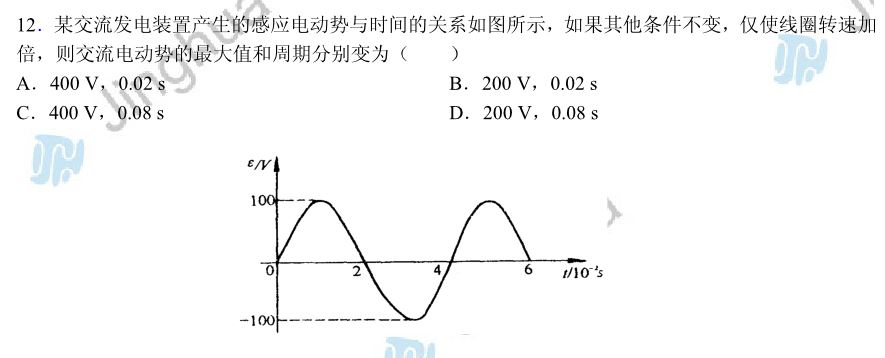 12．某交流发电装置产生的感应电动势与时间的关系如图所示，如果其他条件不变，仅使线圈转速加
倍，则交流电动势的最大值和周期分别变为（　　）
A．400 V，0.02 s
B．200 V，0.02 s
C．400 V，0.08 s
D．200 V，0.08 s
ε/V
100
0 2 4 6 t/10⁻²s
−100